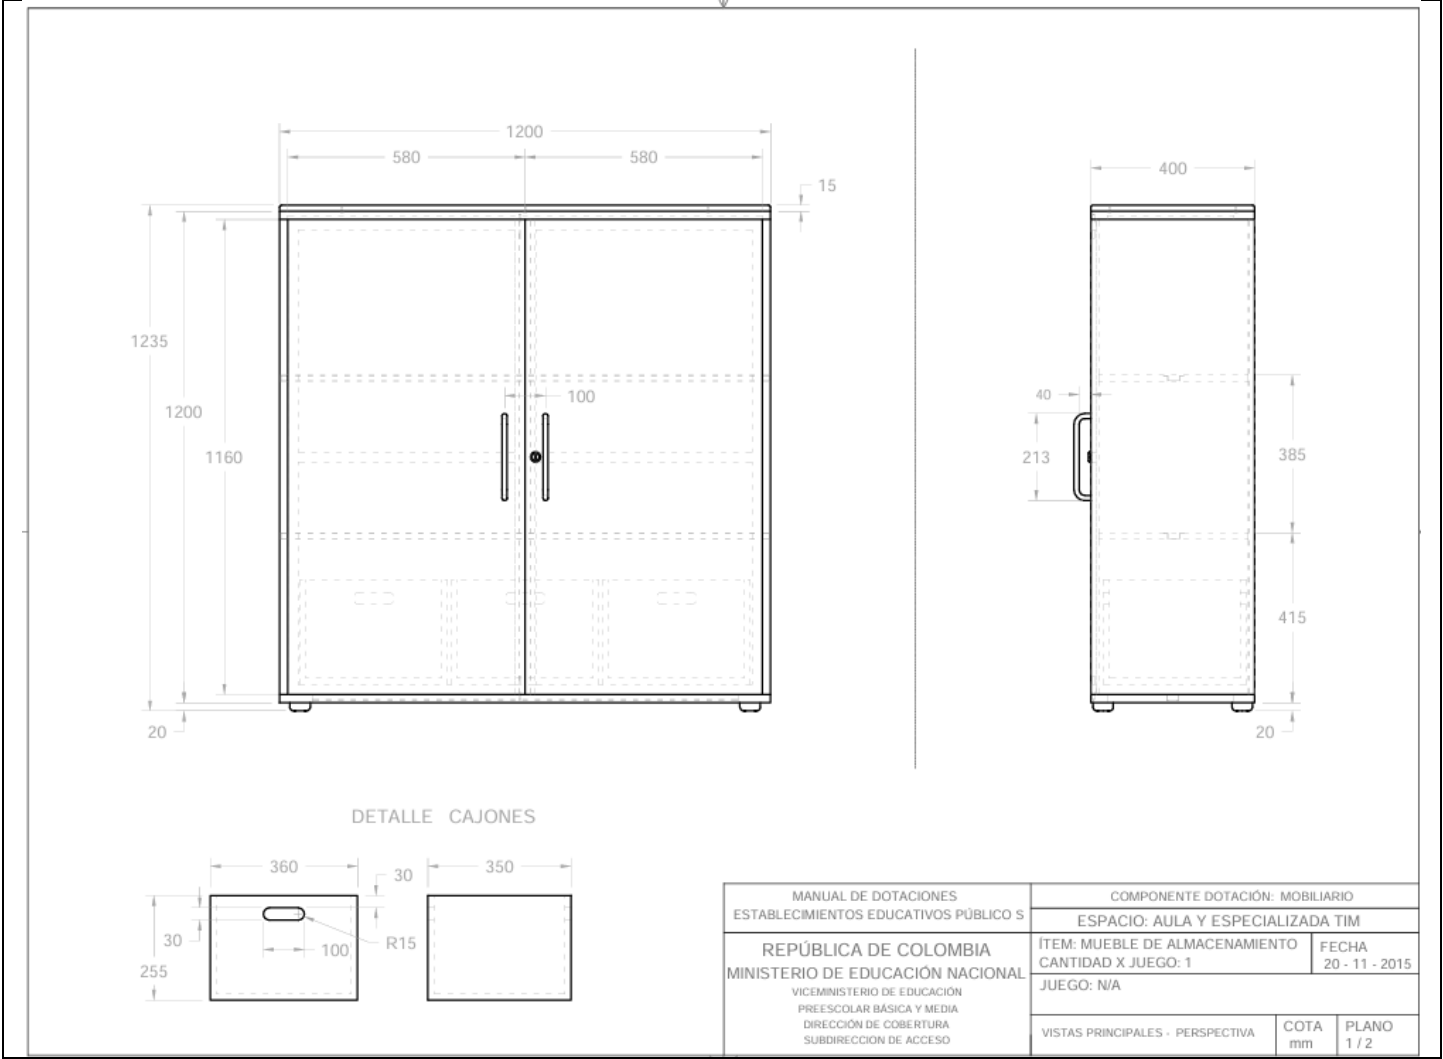 1200
580
580
15
400
1235
1200
1160
100
40
213
385
415
20
20
DETALLE CAJONES
360
30
350
30
100
R15
255
MANUAL DE DOTACIONES
ESTABLECIMIENTOS EDUCATIVOS PÚBLICO S
REPÚBLICA DE COLOMBIA
MINISTERIO DE EDUCACIÓN NACIONAL
VICEMINISTERIO DE EDUCACIÓN
PREESCOLAR BÁSICA Y MEDIA
DIRECCIÓN DE COBERTURA
SUBDIRECCION DE ACCESO
COMPONENTE DOTACIÓN: MOBILIARIO
ESPACIO: AULA Y ESPECIALIZADA TIM
ÍTEM: MUEBLE DE ALMACENAMIENTO
CANTIDAD X JUEGO: 1
FECHA
20 - 11 - 2015
JUEGO: N/A
VISTAS PRINCIPALES - PERSPECTIVA
COTA
mm
PLANO
1 / 2